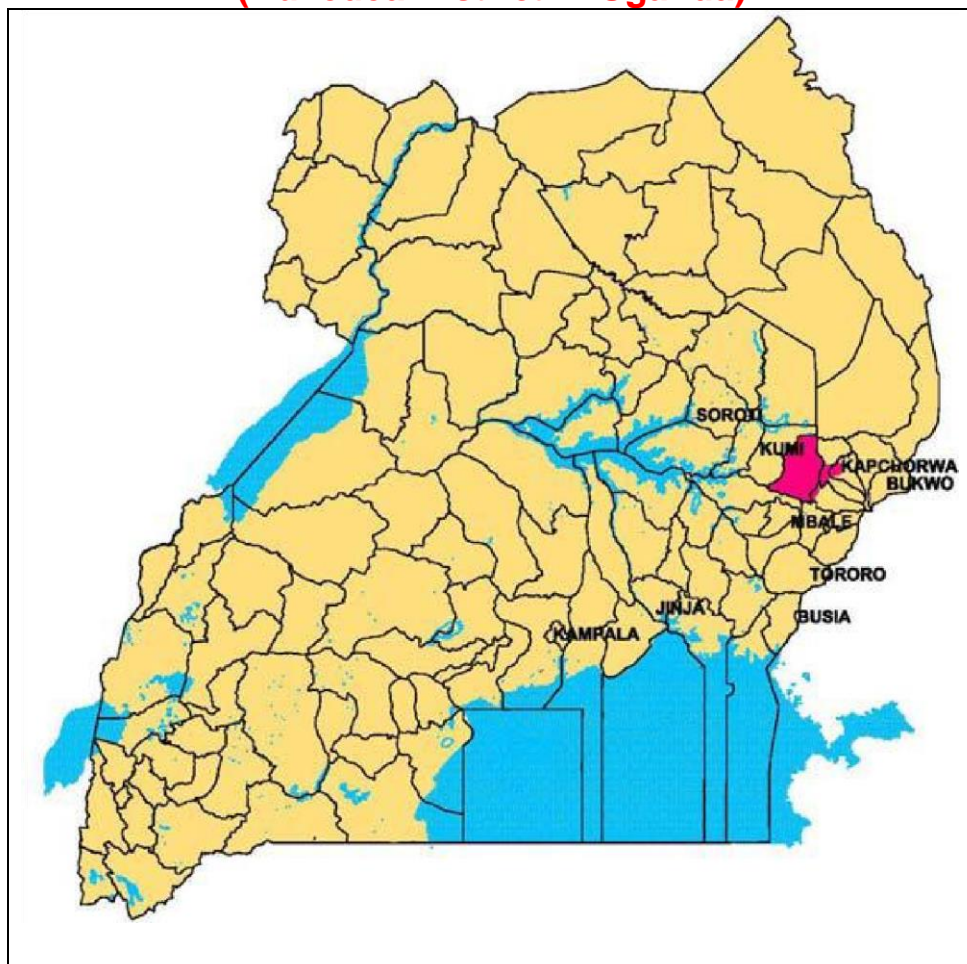 SOROTI
KUMI
KAPCHORWA
BUKWO
MBALE
TORORO
JINJA
BUSIA
KAMPALA